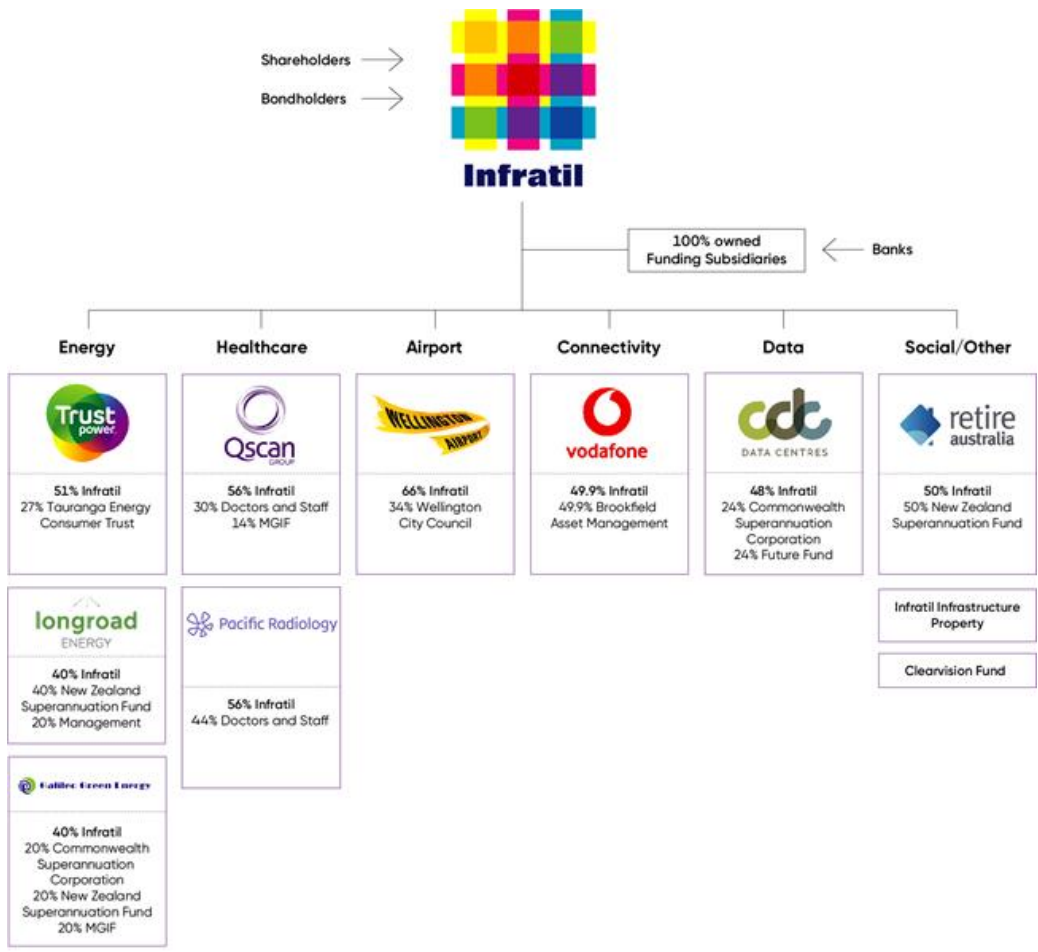 Shareholders
Bondholders
Infratil
100% owned
Funding Subsidiaries
Banks
Energy
Healthcare
Airport
Connectivity
Data
Social/Other
Trust
power.
51% Infratil
27% Tauranga Energy
Consumer Trust
longroad
ENERGY
40% Infratil
40% New Zealand
Superannuation Fund
20% Management
Galileo Green Energy
40% Infratil
20% Commonwealth
Superannuation
Corporation
20% New Zealand
Superannuation Fund
20% MGIF
Qscan
GROUP
56% Infratil
30% Doctors and Staff
14% MGIF
Pacific Radiology
56% Infratil
44% Doctors and Staff
WELLINGTON
AIRPORT
66% Infratil
34% Wellington
City Council
vodafone
49.9% Infratil
49.9% Brookfield
Asset Management
cdc
DATA CENTRES
48% Infratil
24% Commonwealth
Superannuation
Corporation
24% Future Fund
retire
australia
50% Infratil
50% New Zealand
Superannuation Fund
Infratil Infrastructure
Property
Clearvision Fund